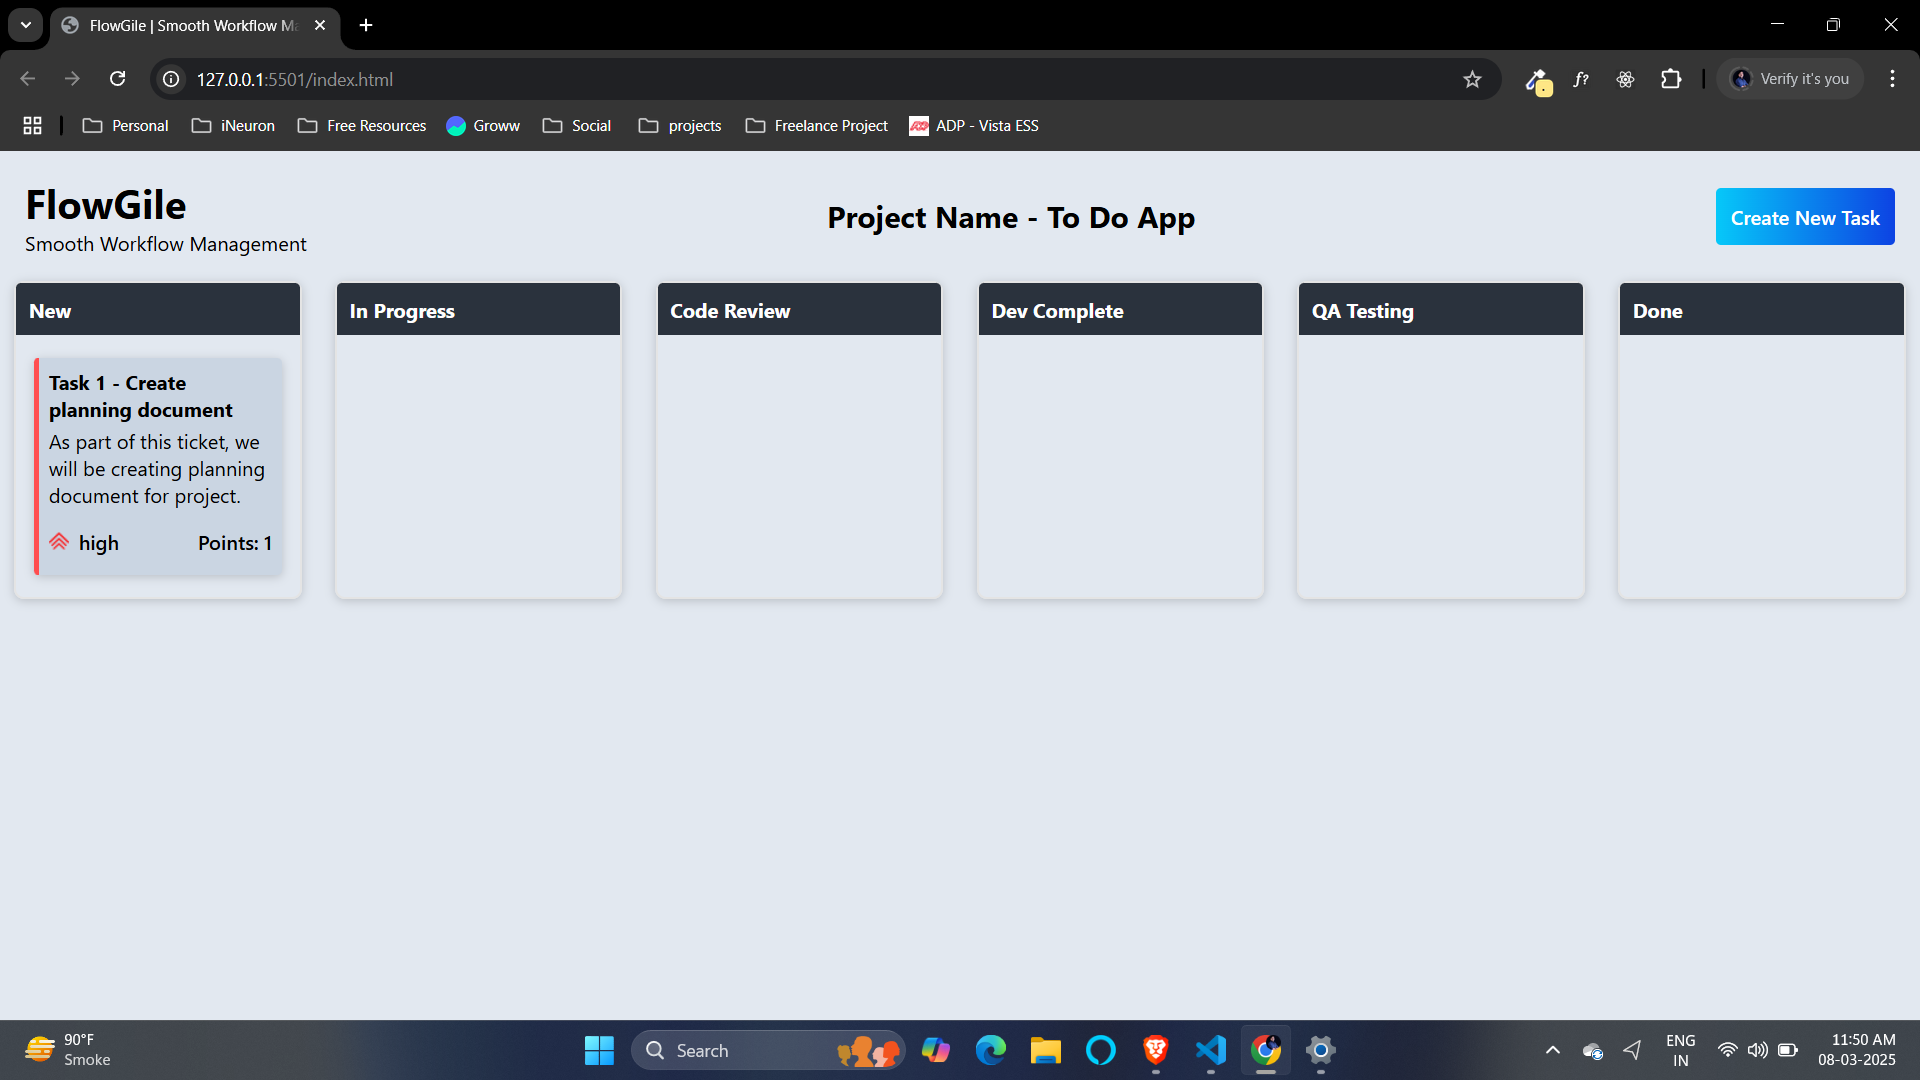 FlowGile | Smooth Workflow Ma
127.0.0.1:5501/index.html
f?
Verify it's you
Personal
iNeuron
Free Resources
Groww
Social
projects
Freelance Project
ADP - Vista ESS
FlowGile
Smooth Workflow Management
Project Name - To Do App
Create New Task
New
In Progress
Code Review
Dev Complete
QA Testing
Done
Task 1 - Create
planning document
As part of this ticket, we
will be creating planning
document for project.
high
Points: 1
90°F
Smoke
Search
ENG
IN
11:50 AM
08-03-2025